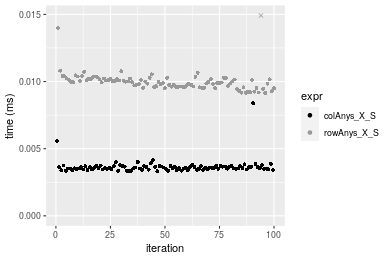 0.015
0.010
0.005
0.000
time (ms)
0
25
50
75
100
iteration
expr
colAnys_X_S
rowAnys_X_S